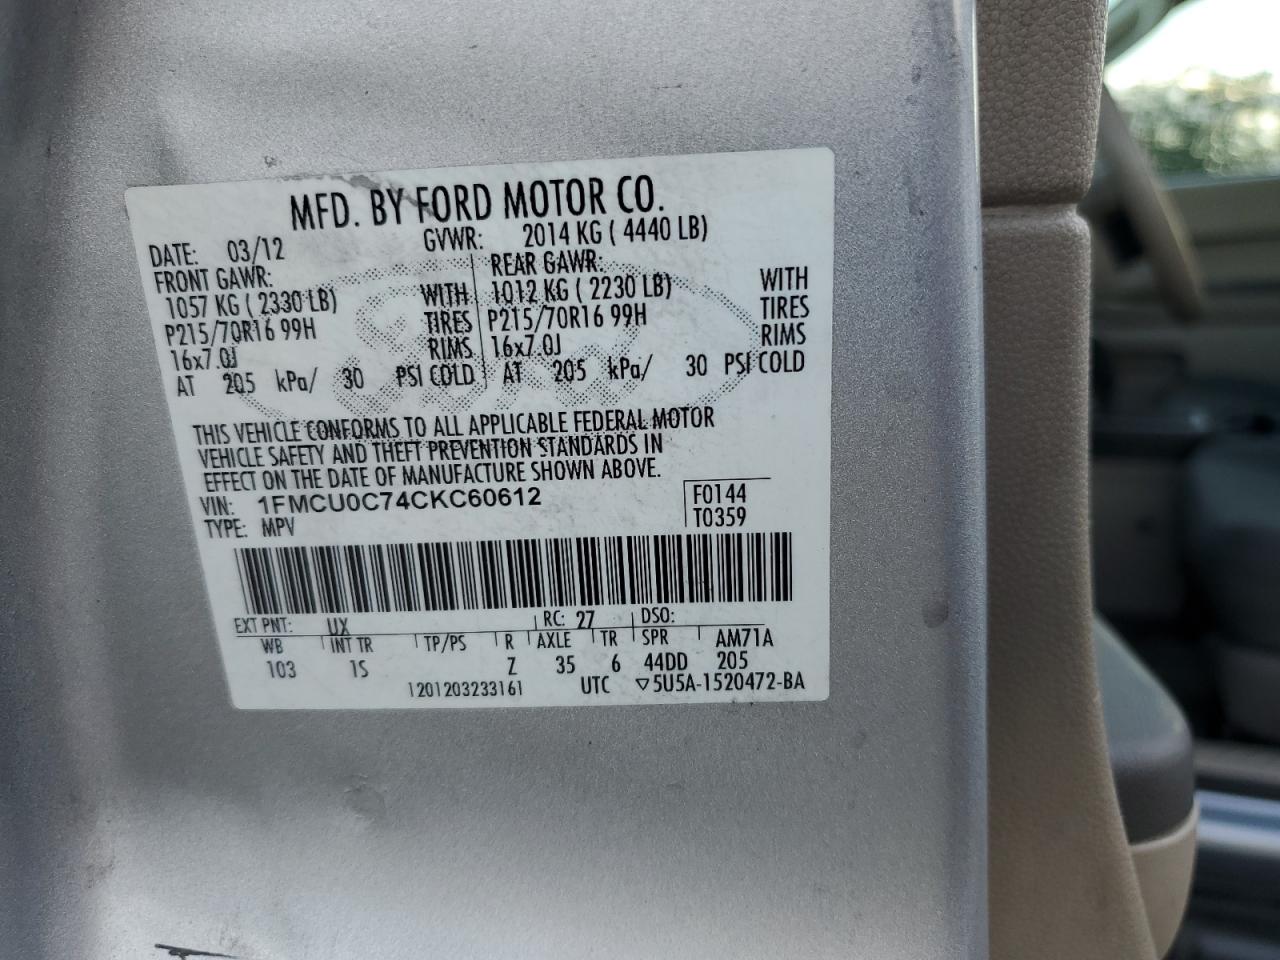 MFD. BY FORD MOTOR CO.
DATE: 03/12 GVWR: 2014 KG ( 4440 LB)
FRONT GAWR: REAR GAWR:
1057 KG ( 2330 LB) WITH 1012 KG ( 2230 LB) WITH
P215/70R16 99H TIRES P215/70R16 99H TIRES
16x7.0J RIMS 16x7.0J RIMS
AT 205 kPa/ 30 PSI COLD AT 205 kPa/ 30 PSI COLD
THIS VEHICLE CONFORMS TO ALL APPLICABLE FEDERAL MOTOR
VEHICLE SAFETY AND THEFT PREVENTION STANDARDS IN
EFFECT ON THE DATE OF MANUFACTURE SHOWN ABOVE.
VIN: 1FMCU0C74CKC60612 F0144
TYPE: MPV T0359
EXT PNT: UX RC: 27 DSO:
WB INT TR TP/PS R AXLE TR SPR AM71A
103 1S Z 35 6 44DD 205
1201203233161 UTC ▽5U5A-1520472-BA